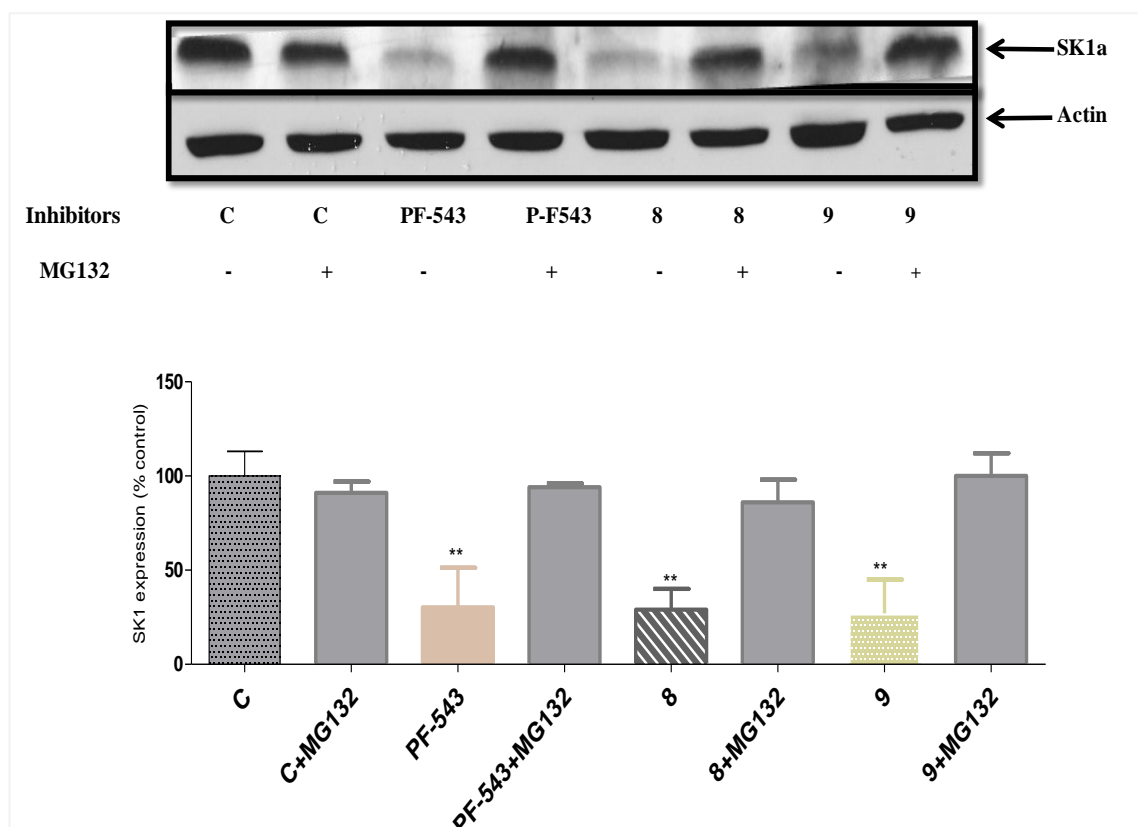 SK1a
Actin
Inhibitors C C PF-543 P-F543 8 8 9 9
MG132 - + - + - + - +
150
100
50
0
SK1 expression (% control)
**
**
**
C
C+MG132
PF-543
PF-543+MG132
8
8+MG132
9
9+MG132